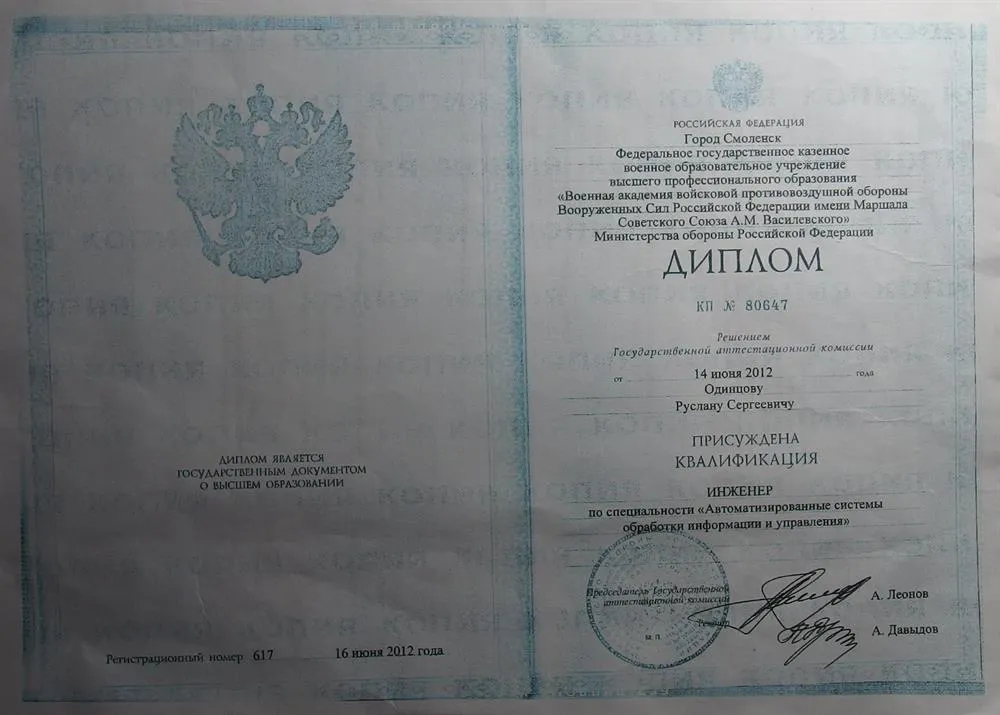 ДИПЛОМ ЯВЛЯЕТСЯ
ГОСУДАРСТВЕННЫМ ДОКУМЕНТОМ
О ВЫСШЕМ ОБРАЗОВАНИИ
Регистрационный номер 617 16 июня 2012 года
РОССИЙСКАЯ ФЕДЕРАЦИЯ
Город Смоленск
Федеральное государственное казенное
военное образовательное учреждение
высшего профессионального образования
«Военная академия войсковой противовоздушной обороны
Вооруженных Сил Российской Федерации имени Маршала
Советского Союза А.М. Василевского»
Министерства обороны Российской Федерации
ДИПЛОМ
КП № 80647
Решением
Государственной аттестационной комиссии
от 14 июня 2012 года
Одинцову
Руслану Сергеевичу
ПРИСУЖДЕНА
КВАЛИФИКАЦИЯ
ИНЖЕНЕР
по специальности «Автоматизированные системы
обработки информации и управления»
Председатель Государственной
аттестационной комиссии
А. Леонов
Ректор
А. Давыдов
М.П.